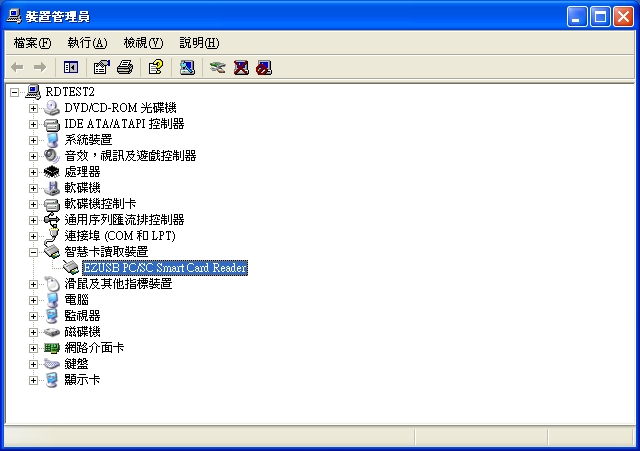 裝置管理員
檔案(F) 執行(A) 檢視(V) 說明(H)
RDTEST2
DVD/CD-ROM 光碟機
IDE ATA/ATAPI 控制器
系統裝置
音效，視訊及遊戲控制器
處理器
軟碟機
軟碟機控制卡
通用序列匯流排控制器
連接埠 (COM 和 LPT)
智慧卡讀取裝置
EZUSB PC/SC Smart Card Reader
滑鼠及其他指標裝置
電腦
監視器
磁碟機
網路介面卡
鍵盤
顯示卡